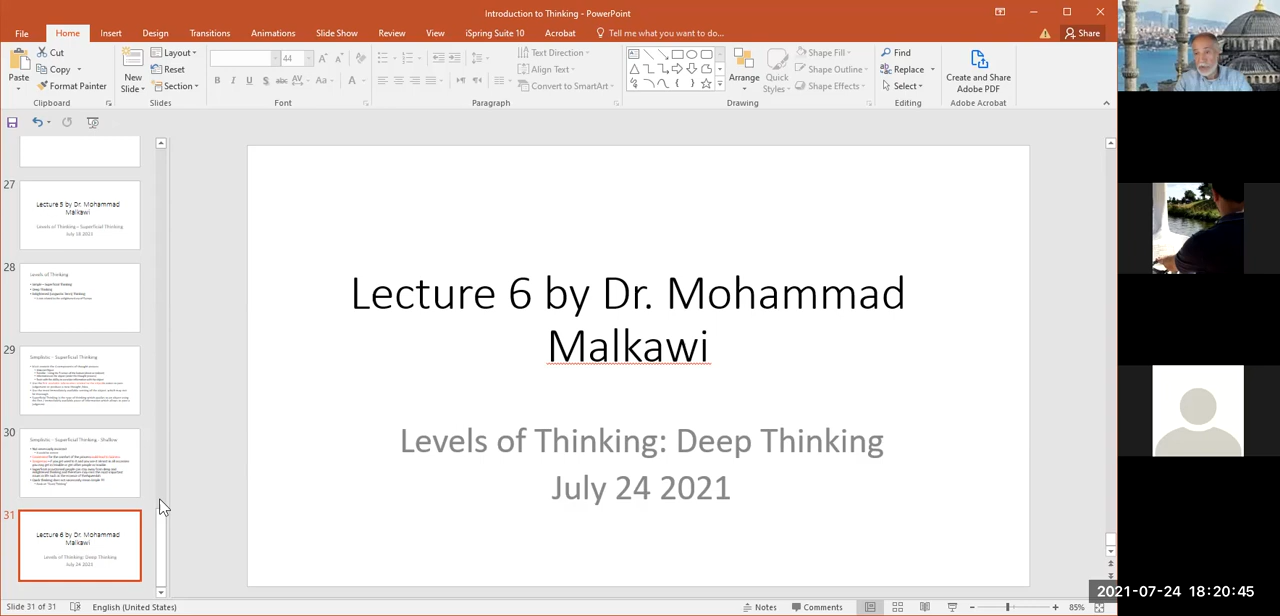 Introduction to Thinking - PowerPoint
File Home Insert Design Transitions Animations Slide Show Review View iSpring Suite 10 Acrobat Tell me what you want to do... Share
Paste
Cut
Copy
Format Painter
Clipboard
New
Slide
Layout
Reset
Section
Slides
44
Font
Paragraph
Text Direction
Align Text
Convert to SmartArt
Arrange
Quick
Styles
Shape Fill
Shape Outline
Shape Effects
Drawing
Find
Replace
Select
Editing
Create and Share
Adobe PDF
Adobe Acrobat
27
Lecture 5 by Dr. Mohammad
Malkawi
Levels of Thinking - Superficial Thinking
28
Levels of Thinking
29
Simplistic - Superficial Thinking
30
Simplistic - Superficial Thinking - Shallow
31
Lecture 6 by Dr. Mohammad
Malkawi
Levels of Thinking: Deep Thinking
July 24 2021
Lecture 6 by Dr. Mohammad
Malkawi
Levels of Thinking: Deep Thinking
July 24 2021
Slide 31 of 31 English (United States) Notes Comments 85%
2021-07-24 18:20:45